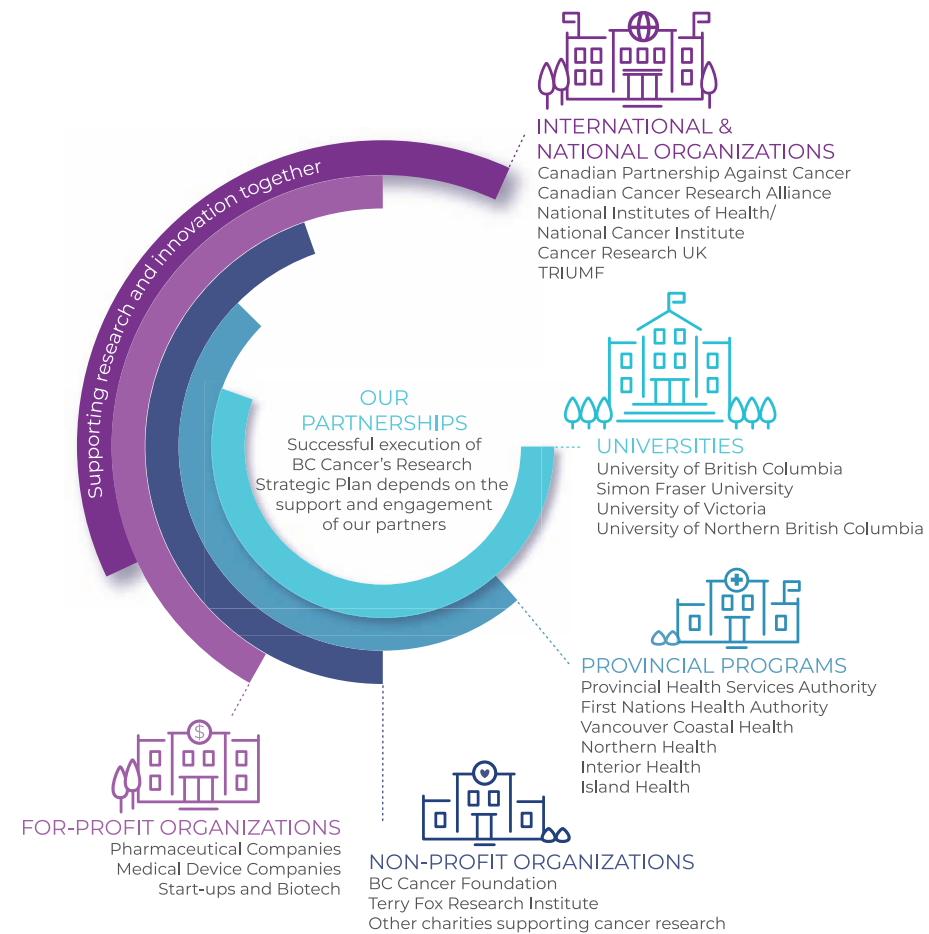 Supporting research and innovation together
INTERNATIONAL &
NATIONAL ORGANIZATIONS
Canadian Partnership Against Cancer
Canadian Cancer Research Alliance
National Institutes of Health/
National Cancer Institute
Cancer Research UK
TRIUMF
OUR
PARTNERSHIPS
Successful execution of
BC Cancer's Research
Strategic Plan depends on the
support and engagement
of our partners
UNIVERSITIES
University of British Columbia
Simon Fraser University
University of Victoria
University of Northern British Columbia
PROVINCIAL PROGRAMS
Provincial Health Services Authority
First Nations Health Authority
Vancouver Coastal Health
Northern Health
Interior Health
Island Health
$
FOR-PROFIT ORGANIZATIONS
Pharmaceutical Companies
Medical Device Companies
Start-ups and Biotech
NON-PROFIT ORGANIZATIONS
BC Cancer Foundation
Terry Fox Research Institute
Other charities supporting cancer research